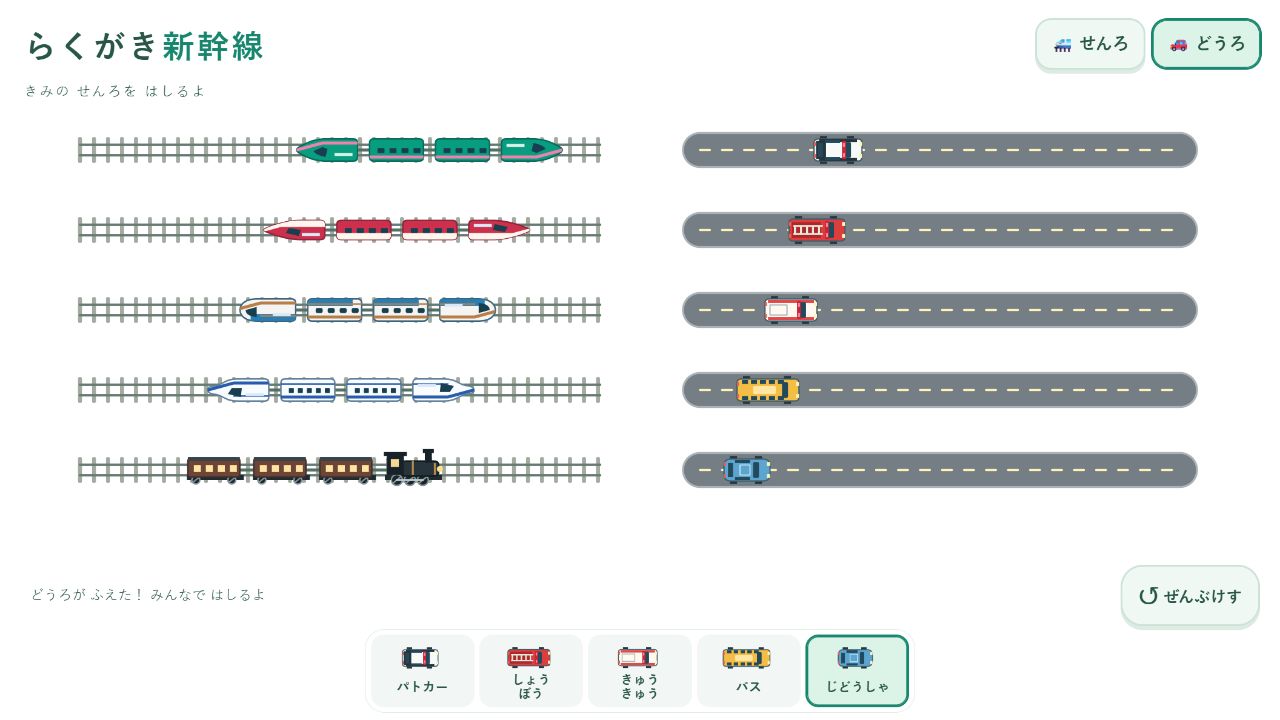 らくがき新幹線
せんろ
どうろ
きみの せんろを はしるよ
どうろが ふえた！ みんなで はしるよ
ぜんぶけす
パトカー
しょう
ぼう
きゅう
きゅう
バス
じどうしゃ